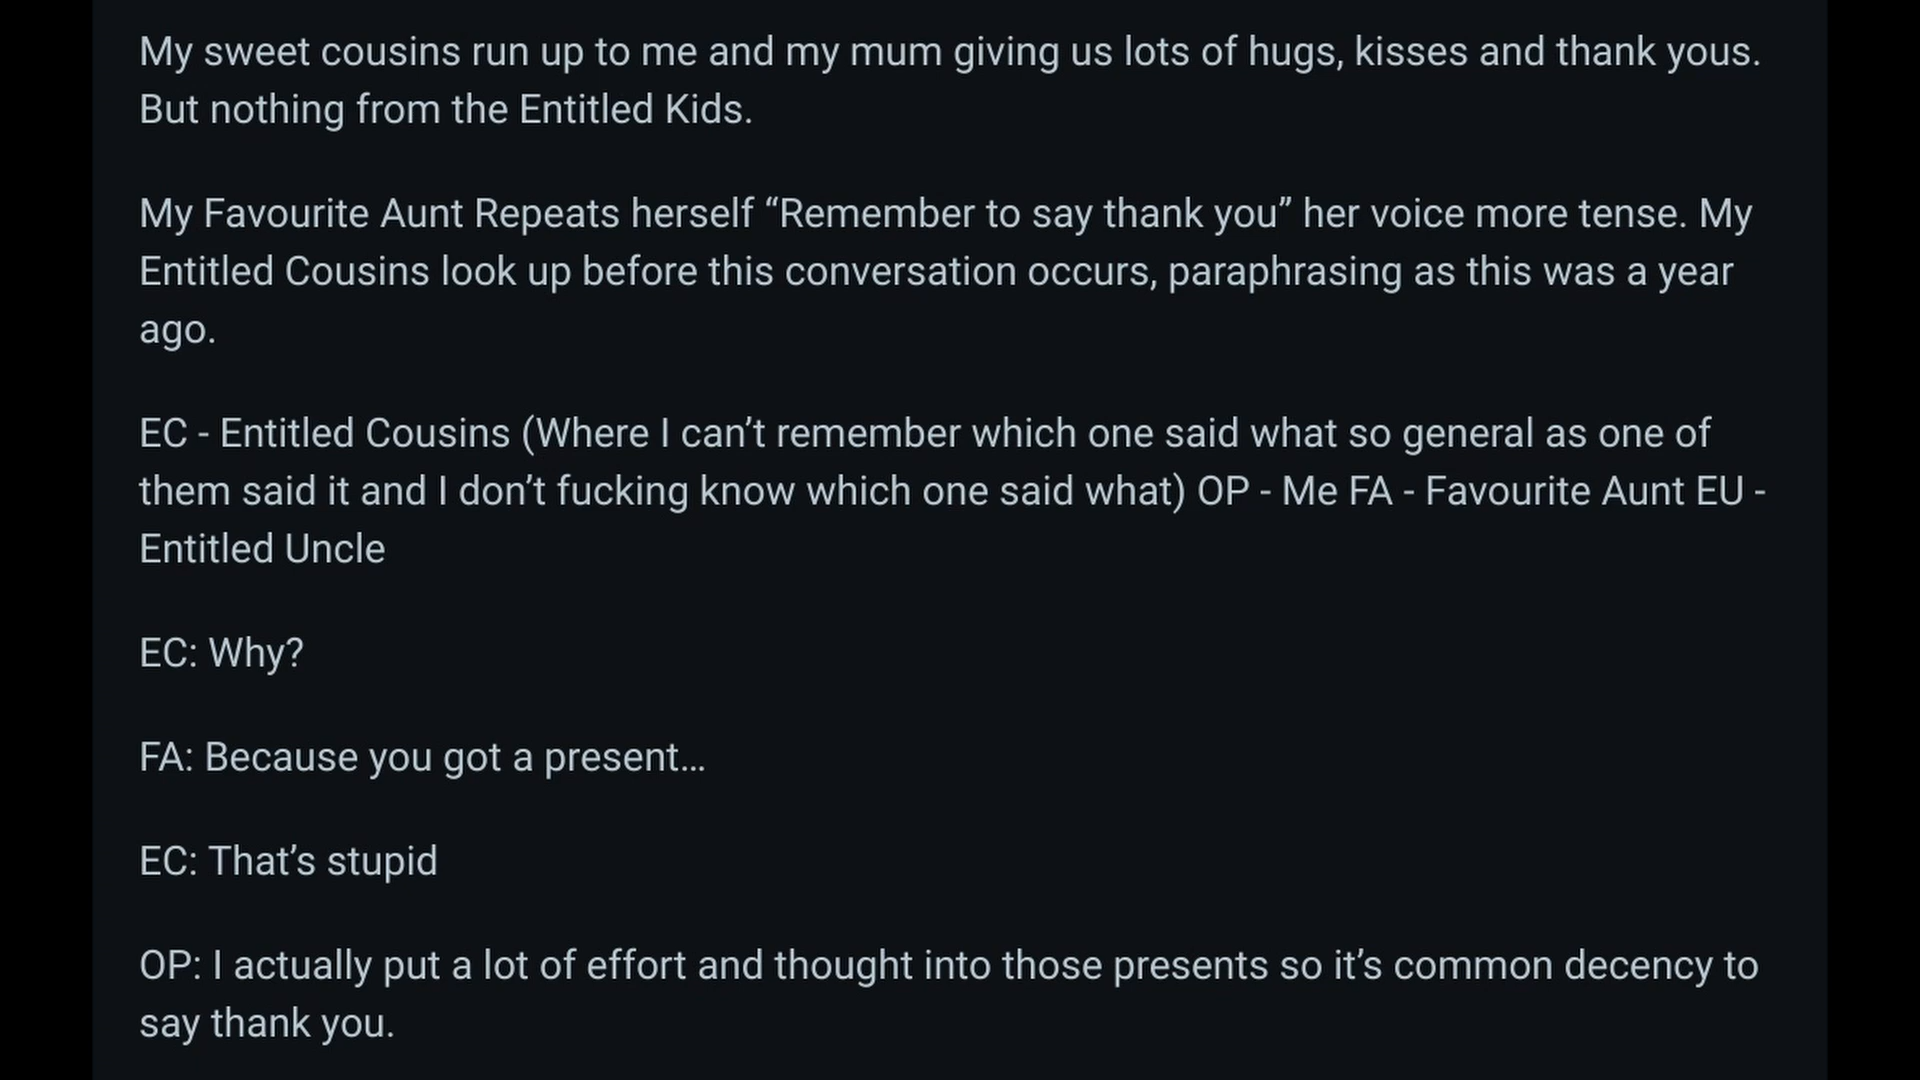 My sweet cousins run up to me and my mum giving us lots of hugs, kisses and thank yous.
But nothing from the Entitled Kids.
My Favourite Aunt Repeats herself “Remember to say thank you” her voice more tense. My
Entitled Cousins look up before this conversation occurs, paraphrasing as this was a year
ago.
EC - Entitled Cousins (Where I can’t remember which one said what so general as one of
them said it and I don’t fucking know which one said what) OP - Me FA - Favourite Aunt EU -
Entitled Uncle
EC: Why?
FA: Because you got a present…
EC: That’s stupid
OP: I actually put a lot of effort and thought into those presents so it’s common decency to
say thank you.